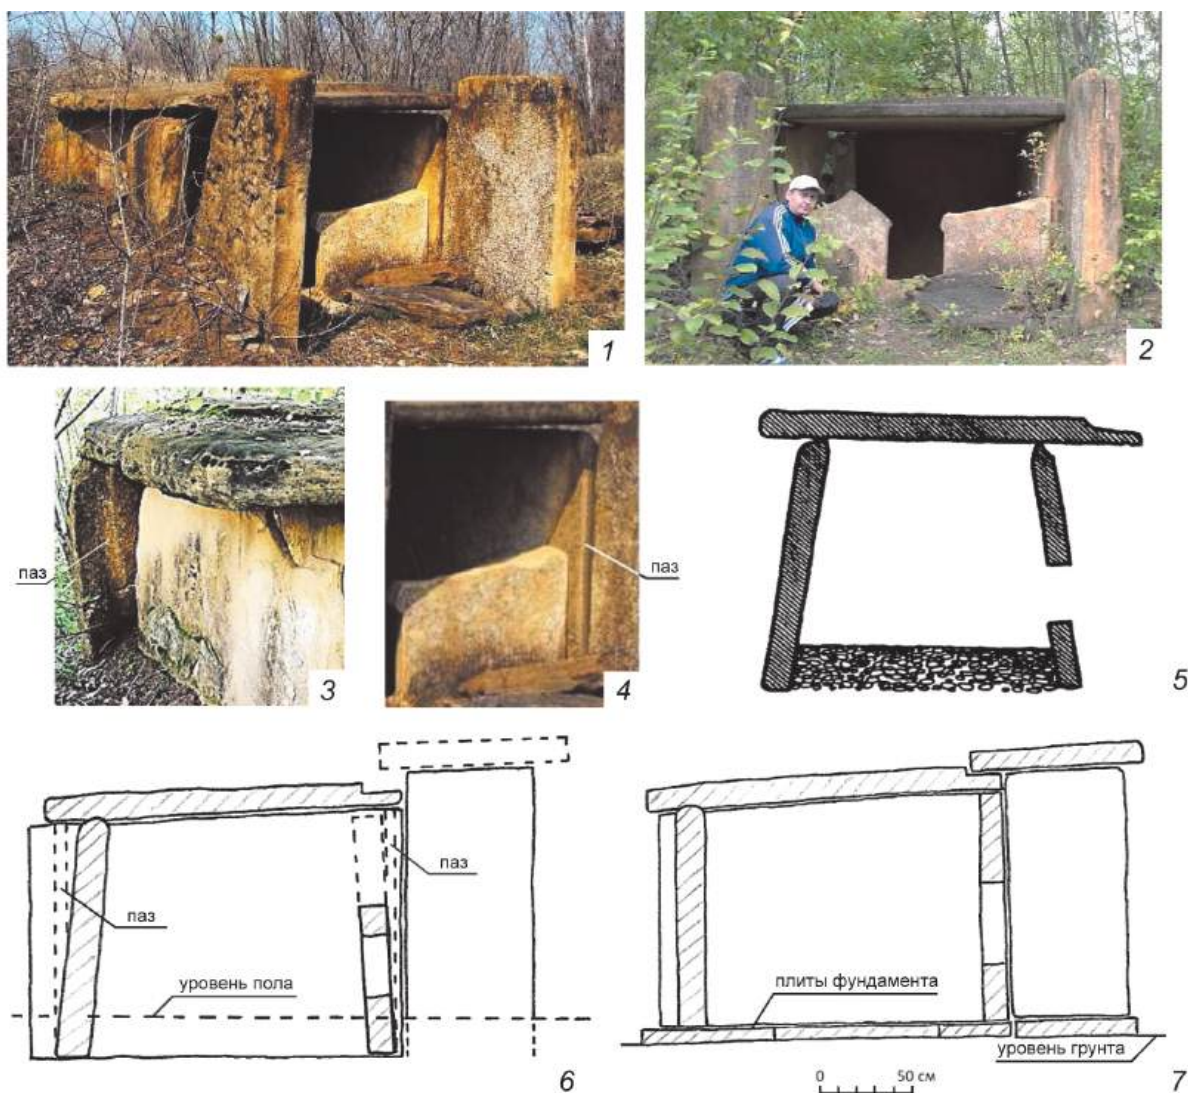 1
2
паз
3
паз
4
5
паз
паз
уровень пола
6
плиты фундамента
уровень грунта
0 50 см
7